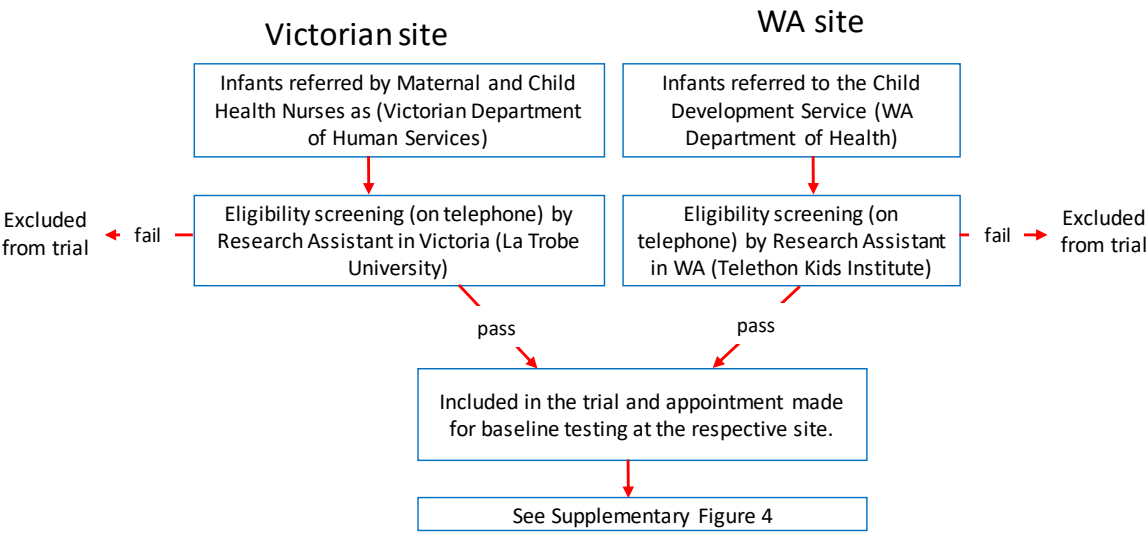 Victorian site
WA site
Infants referred by Maternal and Child
Health Nurses as (Victorian Department
of Human Services)
Infants referred to the Child
Development Service (WA
Department of Health)
Excluded
from trial
fail
Eligibility screening (on telephone) by
Research Assistant in Victoria (La Trobe
University)
Eligibility screening (on
telephone) by Research Assistant
in WA (Telethon Kids Institute)
fail
Excluded
from trial
pass
pass
Included in the trial and appointment made
for baseline testing at the respective site.
See Supplementary Figure 4